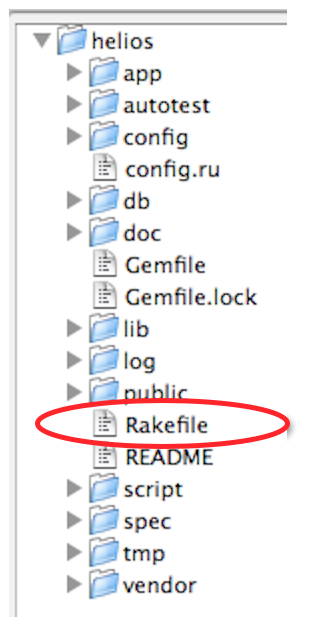 helios
app
autotest
config
config.ru
db
doc
Gemfile
Gemfile.lock
lib
log
public
Rakefile
README
script
spec
tmp
vendor